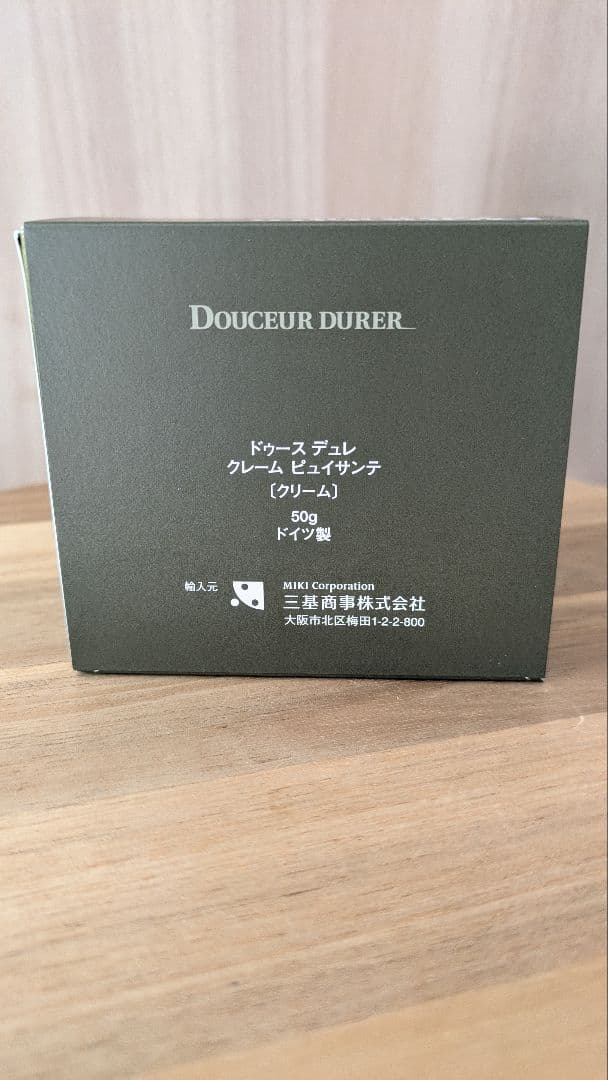 DOUCEUR DURER
ドゥース デュレ
クレーム ピュイサンテ
〔クリーム〕
50g
ドイツ製
輸入元
MIKI Corporation
三基商事株式会社
大阪市北区梅田1-2-2-800